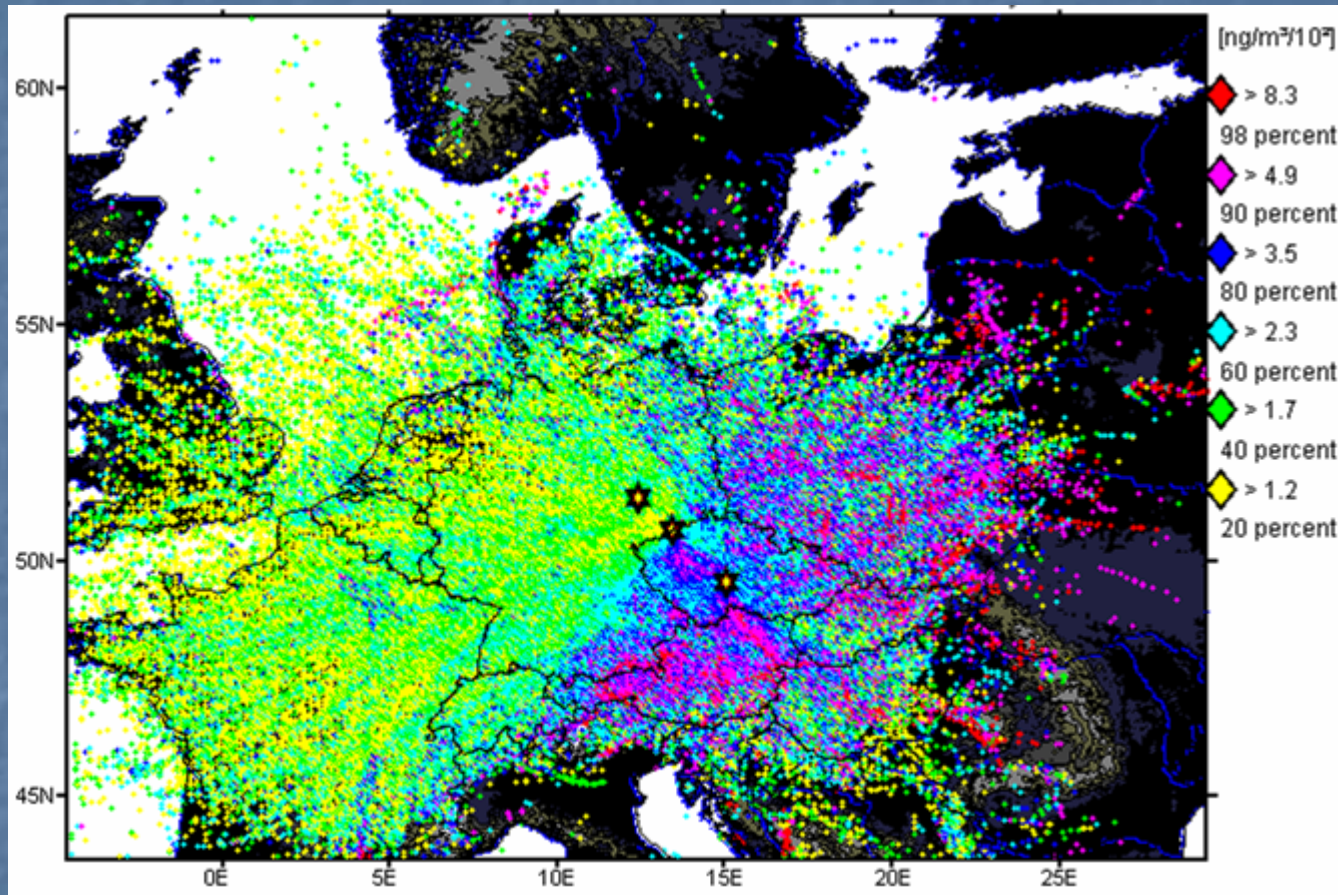 [ng/m³/10²]
60N
> 8.3
98 percent
> 4.9
90 percent
> 3.5
80 percent
55N
> 2.3
60 percent
> 1.7
40 percent
> 1.2
20 percent
50N
45N
0E 5E 10E 15E 20E 25E